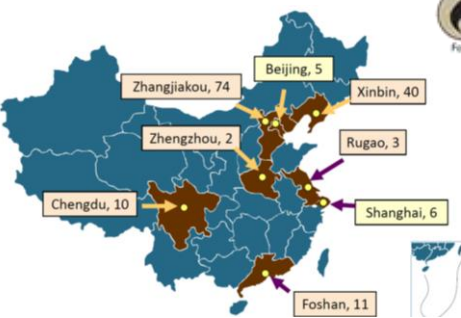 Beijing, 5
Zhangjiakou, 74
Xinbin, 40
Zhengzhou, 2
Rugao, 3
Chengdu, 10
Shanghai, 6
Foshan, 11